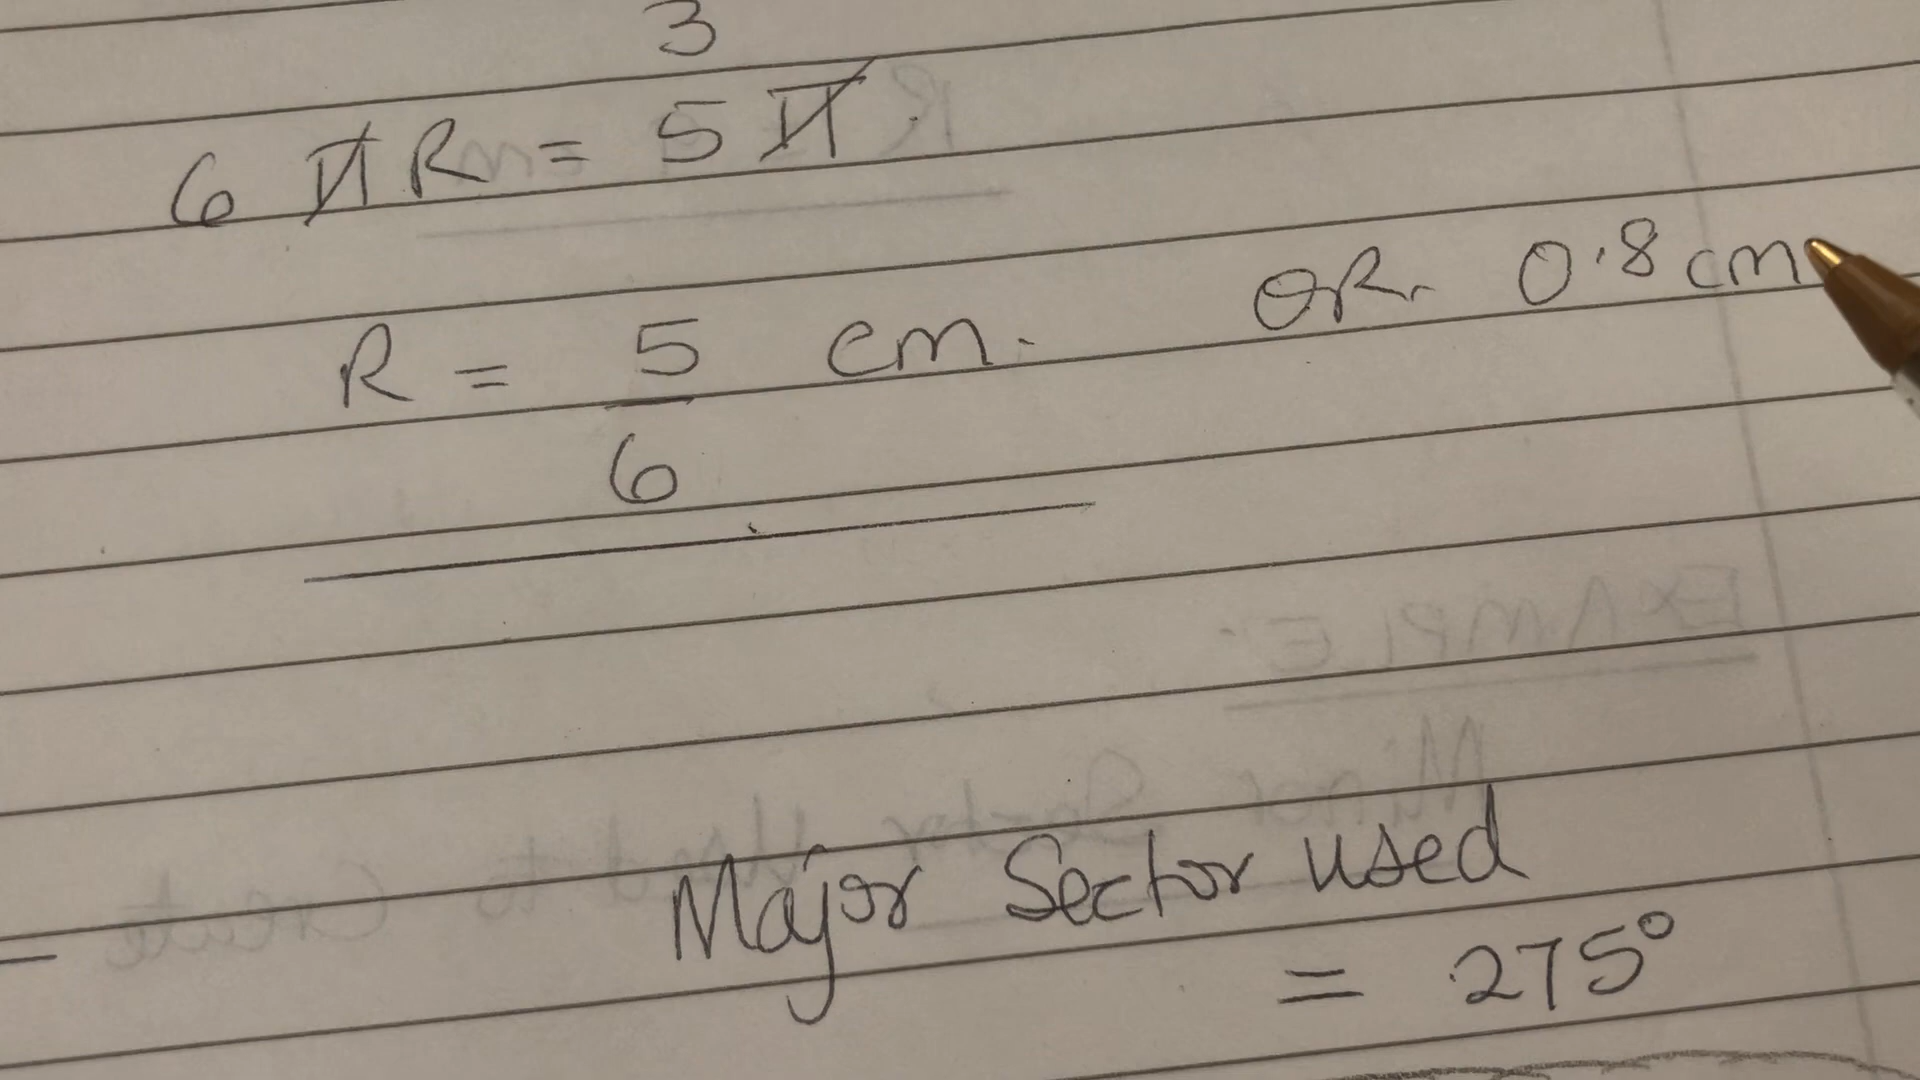 3
6 π R = 5 π
R = 5/6 cm. OR 0.8 cm
Major Sector used
= 275°